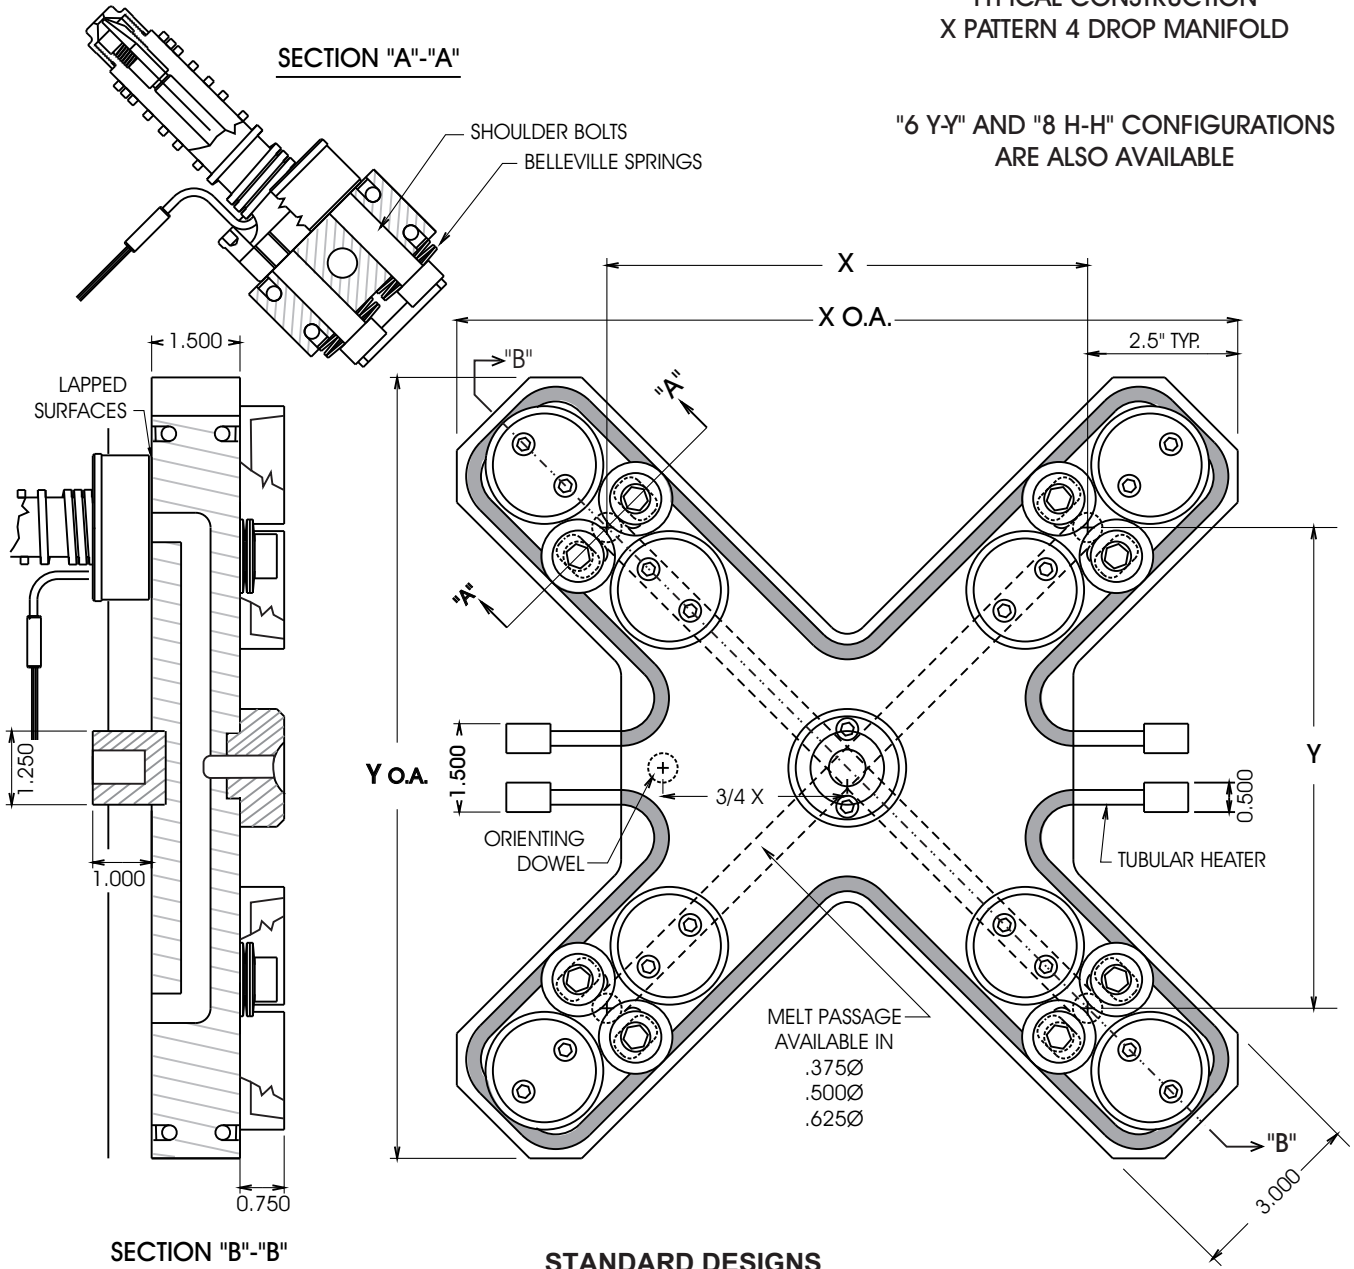 TYPICAL CONSTRUCTION
X PATTERN 4 DROP MANIFOLD
"6 Y-Y" AND "8 H-H" CONFIGURATIONS
ARE ALSO AVAILABLE
SECTION "A"-"A"
SHOULDER BOLTS
BELLEVILLE SPRINGS
X
X O.A.
2.5" TYP.
1.500
"B"
"A"
LAPPED
SURFACES
"A"
1.250
Y O.A.
1.500
3/4 X
Y
0.500
ORIENTING
DOWEL
TUBULAR HEATER
1.000
MELT PASSAGE
AVAILABLE IN
.375Ø
.500Ø
.625Ø
"B"
3.000
0.750
SECTION "B"-"B"
STANDARD DESIGNS